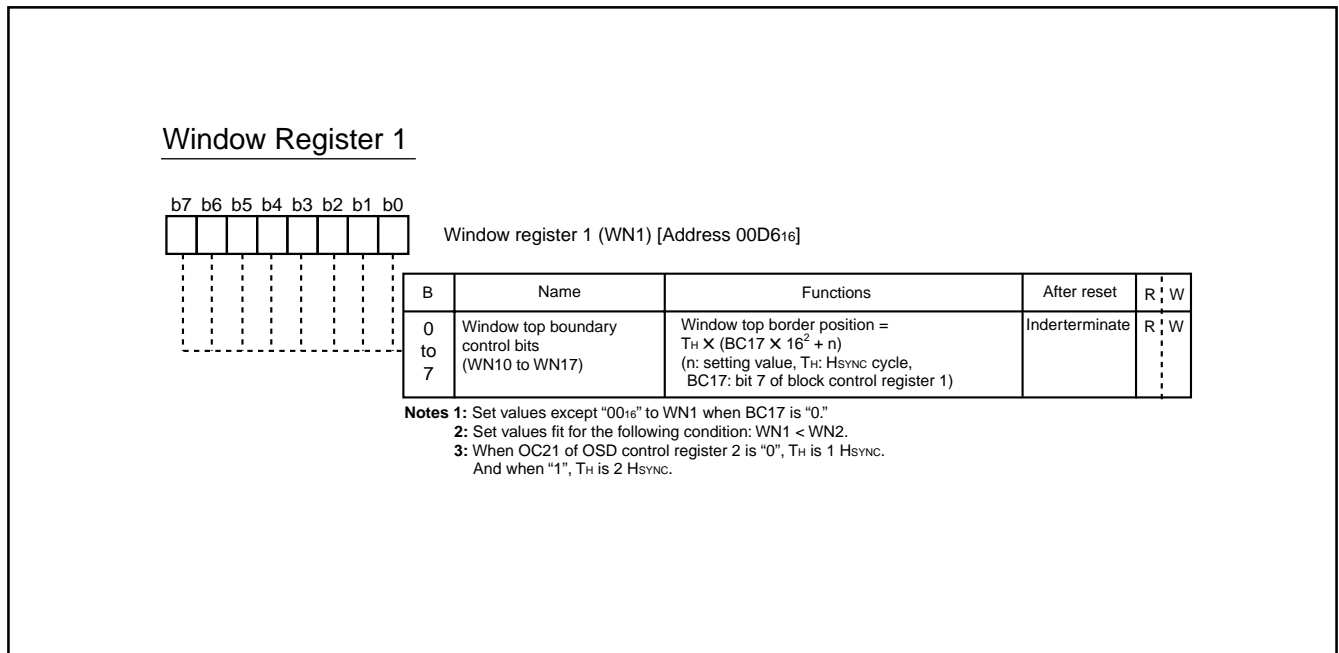 Window Register 1
b7 b6 b5 b4 b3 b2 b1 b0
Window register 1 (WN1) [Address 00D6₁₆]
B Name Functions After reset R W
0 to 7 Window top boundary control bits (WN10 to WN17) Window top border position = Inderterminate R W
TH X (BC17 X 16² + n)
(n: setting value, TH: HSYNC cycle,
BC17: bit 7 of block control register 1)
Notes 1: Set values except “00₁₆” to WN1 when BC17 is “0.”
2: Set values fit for the following condition: WN1 < WN2.
3: When OC21 of OSD control register 2 is “0”, TH is 1 HSYNC.
And when “1”, TH is 2 HSYNC.